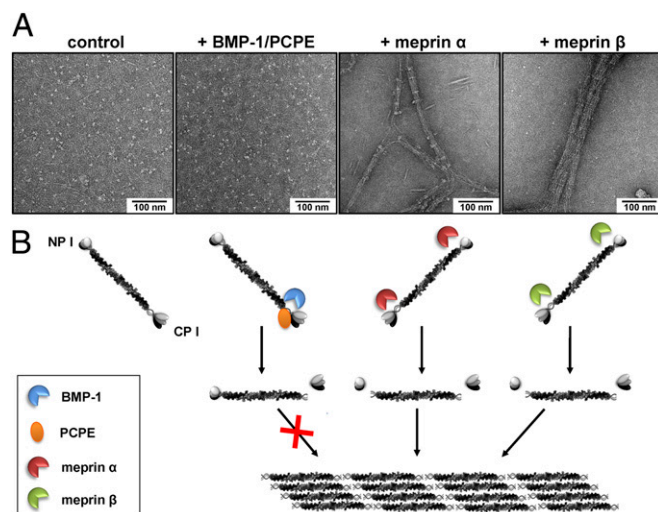 A
control
+ BMP-1/PCPE
+ meprin α
+ meprin β
100 nm
100 nm
100 nm
100 nm
B
NP I
CP I
BMP-1
PCPE
meprin α
meprin β